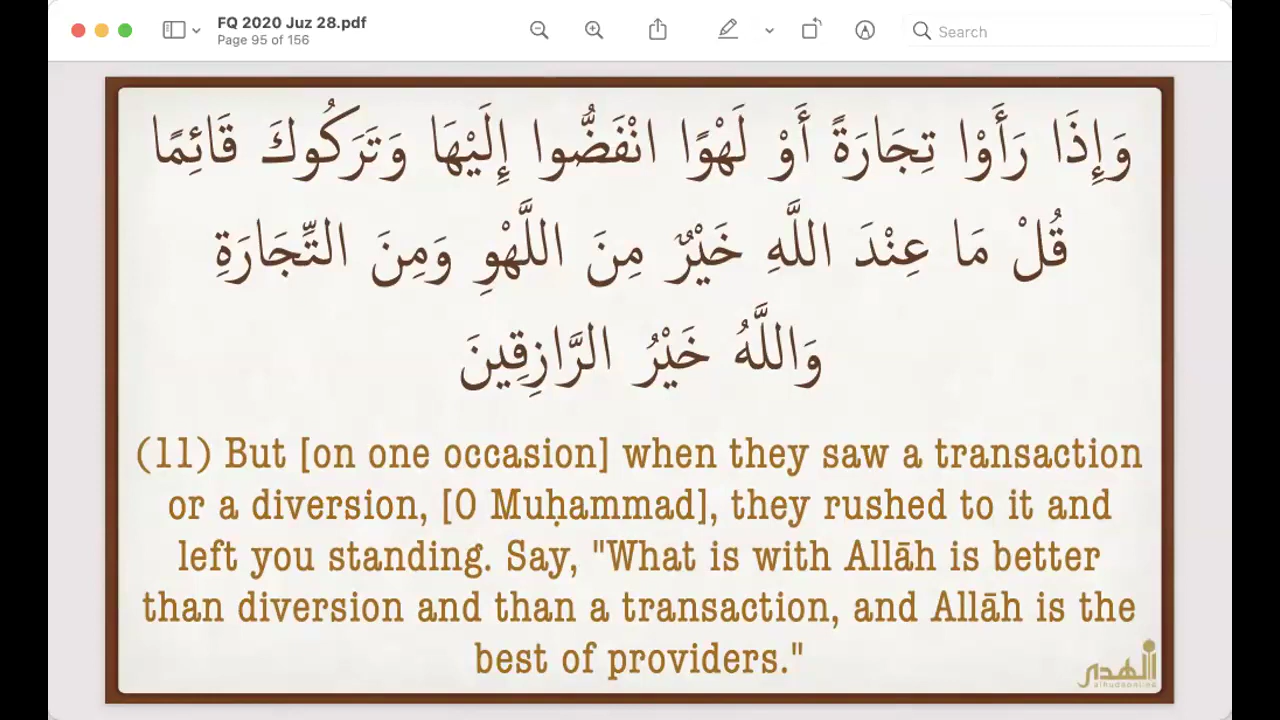 FQ 2020 Juz 28.pdf
Page 95 of 156
Search
وَإِذَا رَأَوْا تِجَارَةً أَوْ لَهْوًا انْفَضُّوا إِلَيْهَا وَتَرَكُوكَ قَائِمًا
قُلْ مَا عِنْدَ اللَّهِ خَيْرٌ مِنَ اللَّهْوِ وَمِنَ التِّجَارَةِ
وَاللَّهُ خَيْرُ الرَّازِقِينَ
(11) But [on one occasion] when they saw a transaction
or a diversion, [O Muḥammad], they rushed to it and
left you standing. Say, "What is with Allāh is better
than diversion and than a transaction, and Allāh is the
best of providers."
الهدى
alhudaonline